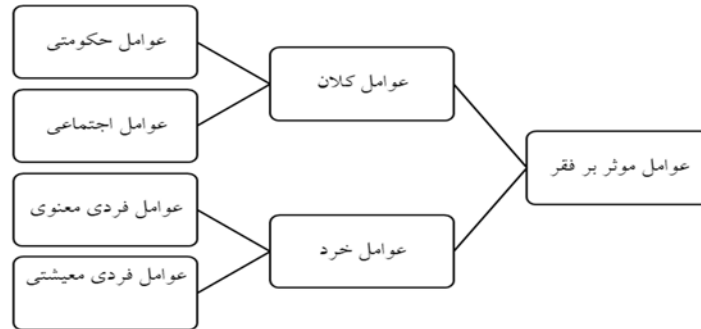 عوامل موثر بر فقر
عوامل کلان
عوامل حکومتی
عوامل اجتماعی
عوامل خرد
عوامل فردی معنوی
عوامل فردی معیشتی